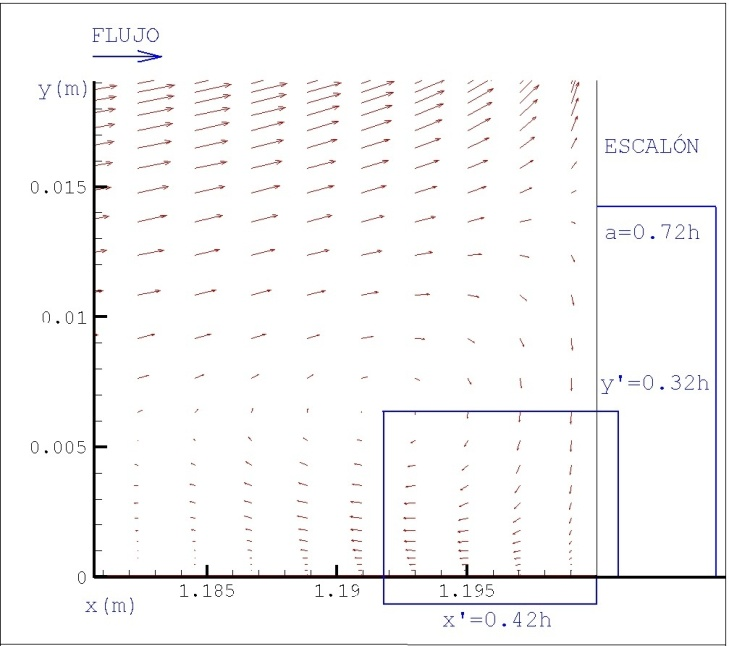 FLUJO
y(m)
ESCALÓN
0.015
a=0.72h
0.01
y'=0.32h
0.005
0
1.185
1.19
1.195
x(m)
x'=0.42h